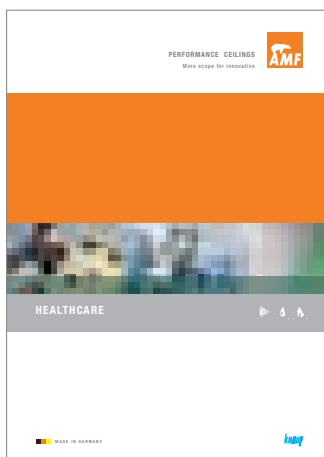 PERFORMANCE CEILINGS
More scope for innovation
AMF
HEALTHCARE
MADE IN GERMANY
knauf